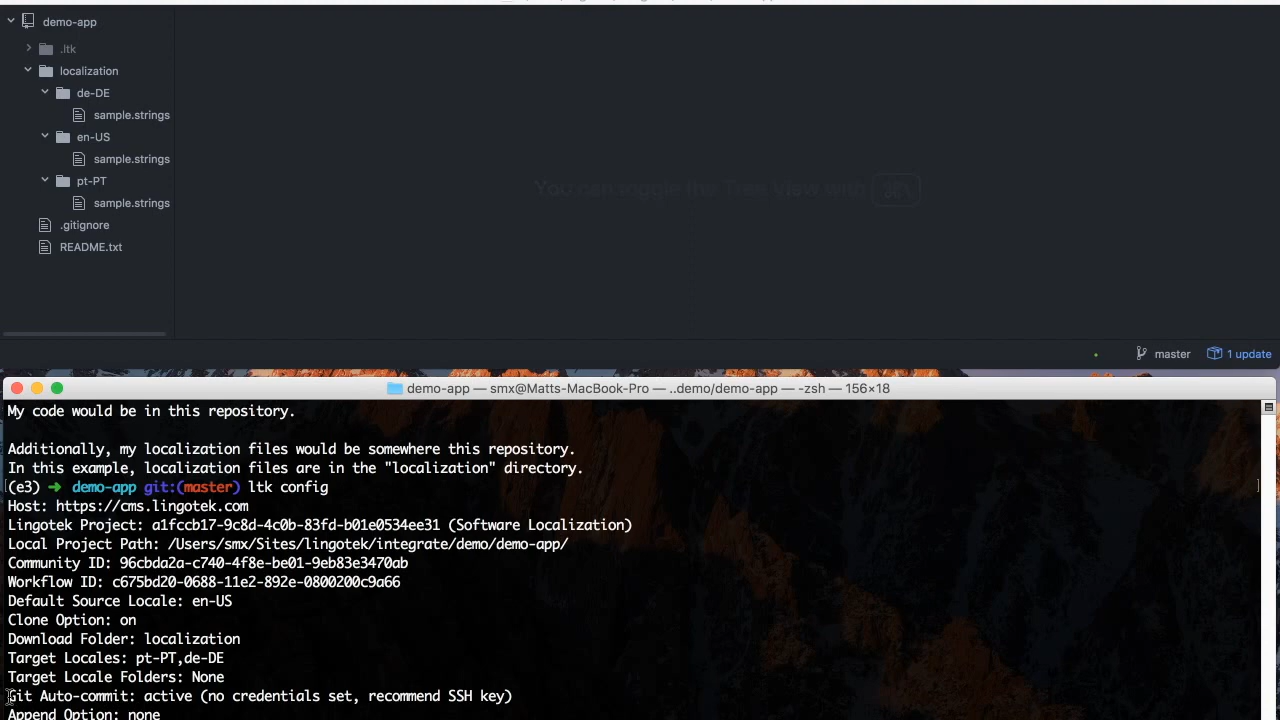 demo-app
.ltk
localization
de-DE
sample.strings
en-US
sample.strings
pt-PT
sample.strings
.gitignore
README.txt
You can toggle the Tree View with ⌘\
master
1 update
demo-app — smx@Matts-MacBook-Pro — ..demo/demo-app — -zsh — 156×18
My code would be in this repository.
Additionally, my localization files would be somewhere this repository.
In this example, localization files are in the "localization" directory.
(e3) ➜ demo-app git:(master) ltk config
Host: https://cms.lingotek.com
Lingotek Project: a1fccb17-9c8d-4c0b-83fd-b01e0534ee31 (Software Localization)
Local Project Path: /Users/smx/Sites/lingotek/integrate/demo/demo-app/
Community ID: 96cbda2a-c740-4f8e-be01-9eb83e3470ab
Workflow ID: c675bd20-0688-11e2-892e-0800200c9a66
Default Source Locale: en-US
Clone Option: on
Download Folder: localization
Target Locales: pt-PT,de-DE
Target Locale Folders: None
Git Auto-commit: active (no credentials set, recommend SSH key)
Append Option: none